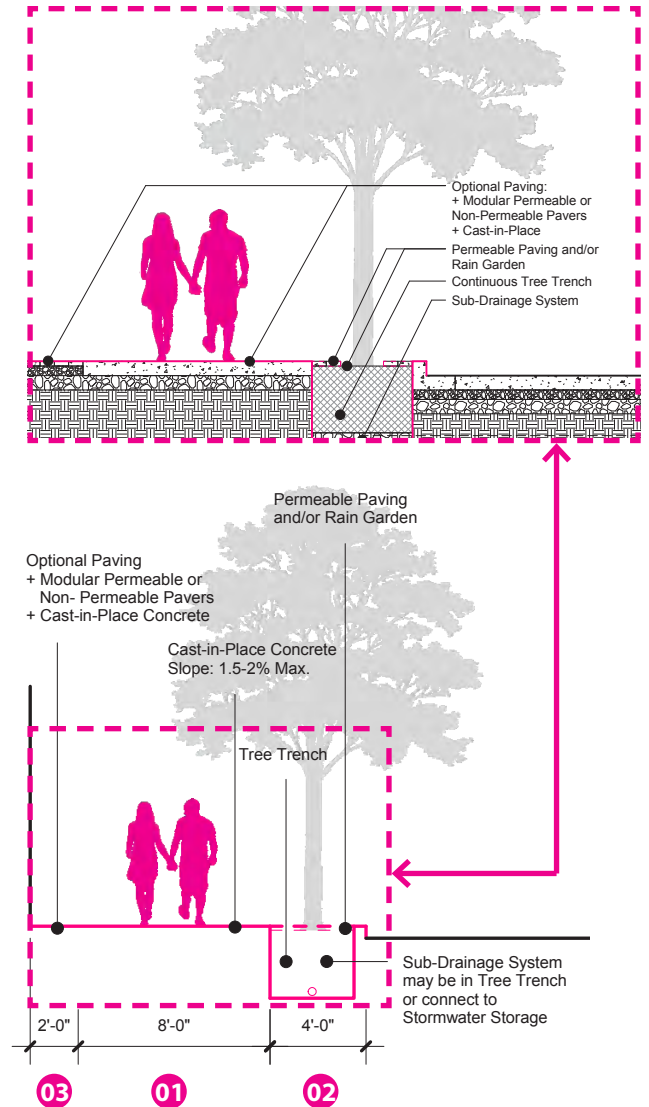 Optional Paving:
+ Modular Permeable or
Non-Permeable Pavers
+ Cast-in-Place
Permeable Paving and/or
Rain Garden
Continuous Tree Trench
Sub-Drainage System
Permeable Paving
and/or Rain Garden
Optional Paving
+ Modular Permeable or
Non- Permeable Pavers
+ Cast-in-Place Concrete
Cast-in-Place Concrete
Slope: 1.5-2% Max.
Tree Trench
Sub-Drainage System
may be in Tree Trench
or connect to
Stormwater Storage
2'-0" 8'-0" 4'-0"
03 01 02